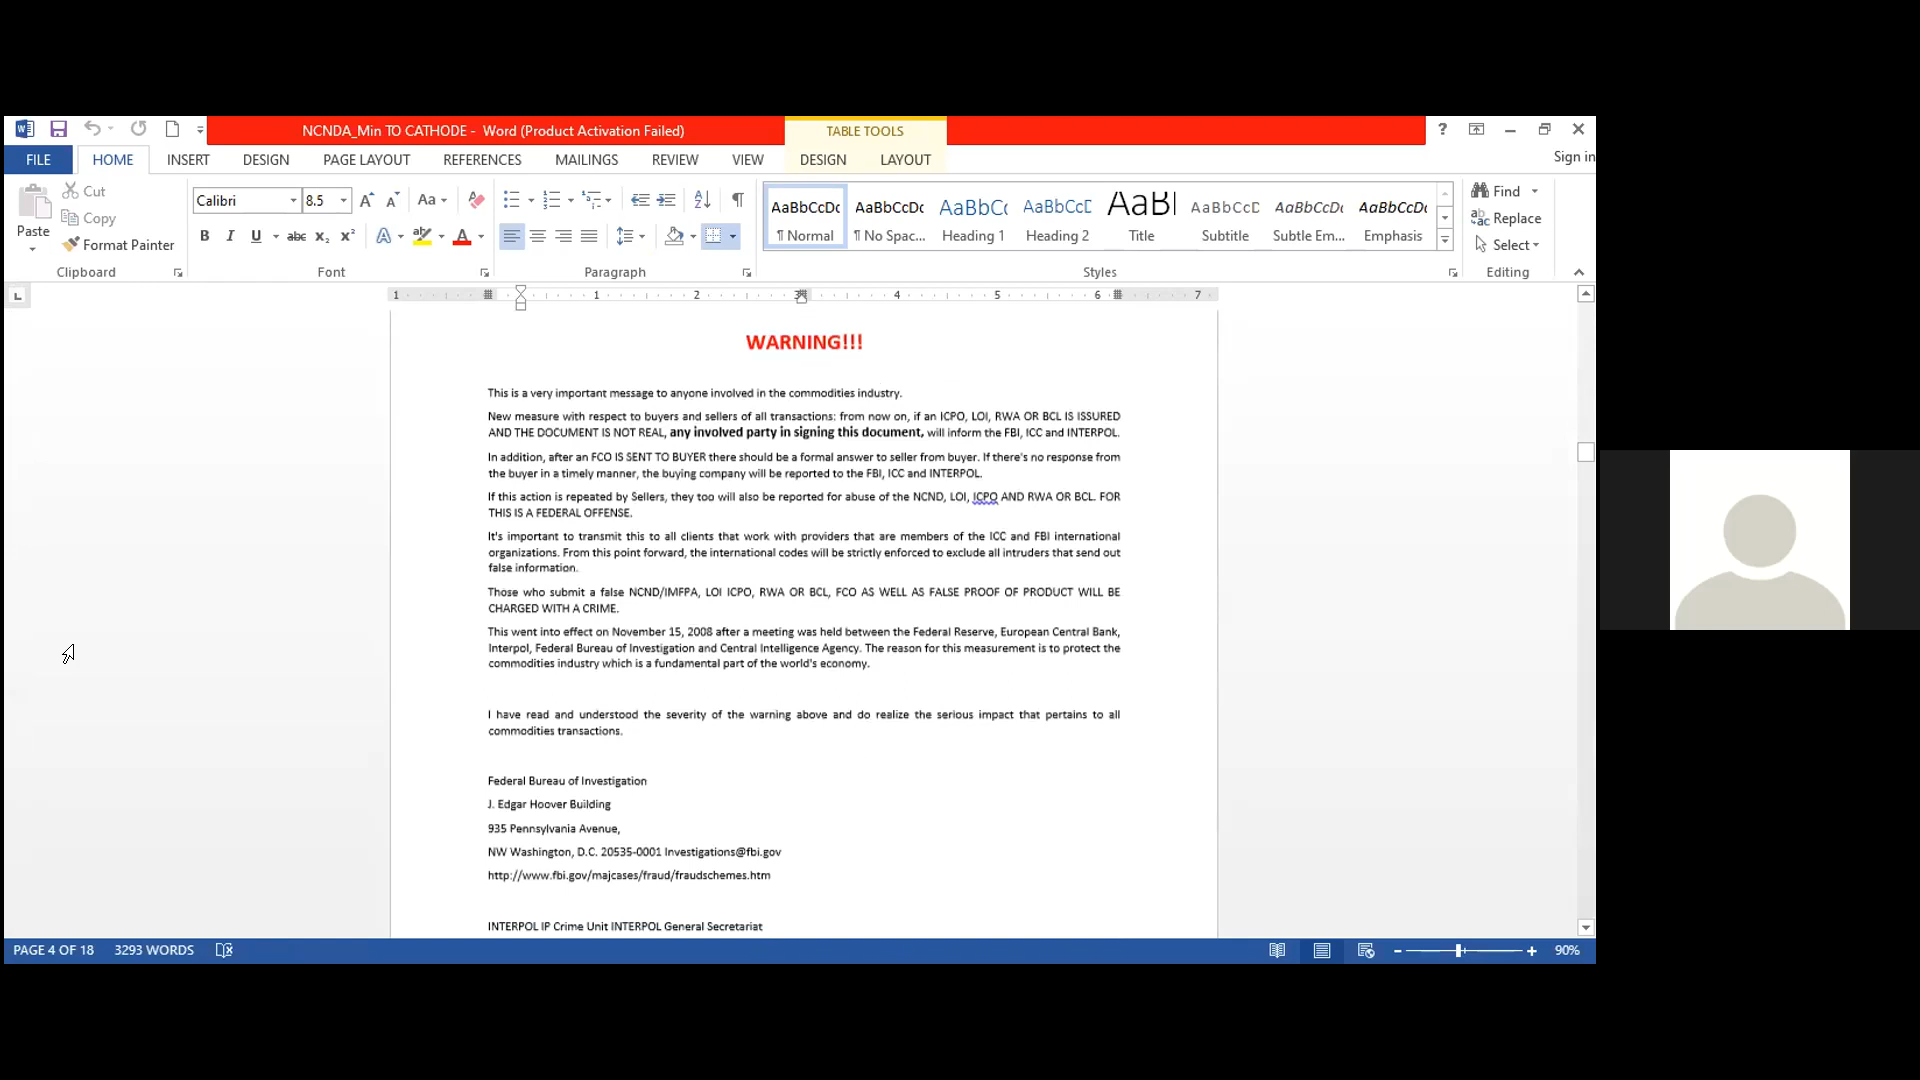 NCNDA_Min TO CATHODE - Word (Product Activation Failed)
TABLE TOOLS
?
FILE HOME INSERT DESIGN PAGE LAYOUT REFERENCES MAILINGS REVIEW VIEW DESIGN LAYOUT Sign in
Paste
Cut
Copy
Format Painter
Clipboard
Calibri 8.5 Aa
B I U abc X₂ X² A ab A
Font
Paragraph
AaBbCcDc AaBbCcDc AaBbCc AaBbCcD AaBl AaBbCcD AaBbCcDc AaBbCcDc
¶ Normal ¶ No Spac... Heading 1 Heading 2 Title Subtitle Subtle Em... Emphasis
Styles
Find
Replace
Select
Editing
L
1 1 2 3 4 5 6 7
WARNING!!!
This is a very important message to anyone involved in the commodities industry.
New measure with respect to buyers and sellers of all transactions: from now on, if an ICPO, LOI, RWA OR BCL IS ISSURED
AND THE DOCUMENT IS NOT REAL, any involved party in signing this document, will inform the FBI, ICC and INTERPOL.
In addition, after an FCO IS SENT TO BUYER there should be a formal answer to seller from buyer. If there's no response from
the buyer in a timely manner, the buying company will be reported to the FBI, ICC and INTERPOL.
If this action is repeated by Sellers, they too will also be reported for abuse of the NCND, LOI, ICPO AND RWA OR BCL. FOR
THIS IS A FEDERAL OFFENSE.
It's important to transmit this to all clients that work with providers that are members of the ICC and FBI international
organizations. From this point forward, the international codes will be strictly enforced to exclude all intruders that send out
false information.
Those who submit a false NCND/IMFPA, LOI ICPO, RWA OR BCL, FCO AS WELL AS FALSE PROOF OF PRODUCT WILL BE
CHARGED WITH A CRIME.
This went into effect on November 15, 2008 after a meeting was held between the Federal Reserve, European Central Bank,
Interpol, Federal Bureau of Investigation and Central Intelligence Agency. The reason for this measurement is to protect the
commodities industry which is a fundamental part of the world's economy.
I have read and understood the severity of the warning above and do realize the serious impact that pertains to all
commodities transactions.
Federal Bureau of Investigation
J. Edgar Hoover Building
935 Pennsylvania Avenue,
NW Washington, D.C. 20535-0001 Investigations@fbi.gov
http://www.fbi.gov/majcases/fraud/fraudschemes.htm
INTERPOL IP Crime Unit INTERPOL General Secretariat
PAGE 4 OF 18 3293 WORDS 90%